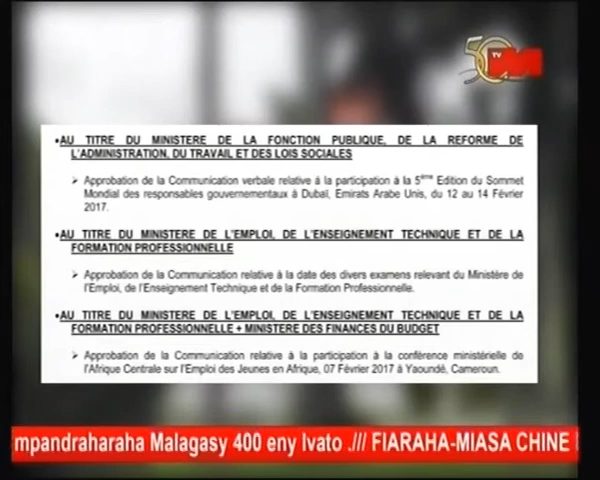 50
TV
M
•AU TITRE DU MINISTERE DE LA FONCTION PUBLIQUE, DE LA REFORME DE
L'ADMINISTRATION, DU TRAVAIL ET DES LOIS SOCIALES
➢ Approbation de la Communication verbale relative à la participation à la 5ème Edition du Sommet
Mondial des responsables gouvernementaux à Dubaï, Emirats Arabe Unis, du 12 au 14 Février
2017.
•AU TITRE DU MINISTERE DE L'EMPLOI, DE L'ENSEIGNEMENT TECHNIQUE ET DE LA
FORMATION PROFESSIONNELLE
➢ Approbation de la Communication relative à la date des divers examens relevant du Ministère de
l'Emploi, de l'Enseignement Technique et de la Formation Professionnelle.
•AU TITRE DU MINISTERE DE L'EMPLOI, DE L'ENSEIGNEMENT TECHNIQUE ET DE LA
FORMATION PROFESSIONNELLE + MINISTERE DES FINANCES DU BUDGET
➢ Approbation de la Communication relative à la participation à la conférence ministérielle de
l'Afrique Centrale sur l'Emploi des Jeunes en Afrique, 07 Février 2017 à Yaoundé, Cameroun.
mpandraharaha Malagasy 400 eny Ivato ./// FIARAHA-MIASA CHINE